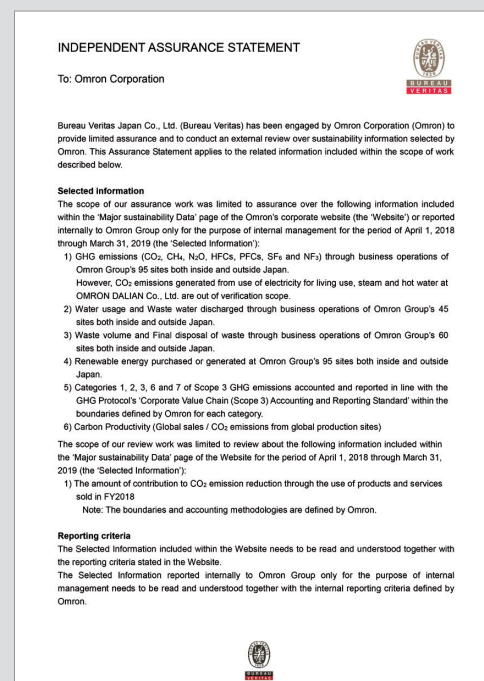 INDEPENDENT ASSURANCE STATEMENT
To: Omron Corporation
BUREAU
VERITAS
Bureau Veritas Japan Co., Ltd. (Bureau Veritas) has been engaged by Omron Corporation (Omron) to
provide limited assurance and to conduct an external review over sustainability information selected by
Omron. This Assurance Statement applies to the related information included within the scope of work
described below.
Selected information
The scope of our assurance work was limited to assurance over the following information included
within the 'Major sustainability Data' page of the Omron's corporate website (the 'Website') or reported
internally to Omron Group only for the purpose of internal management for the period of April 1, 2018
through March 31, 2019 (the 'Selected Information'):
1) GHG emissions (CO₂, CH₄, N₂O, HFCs, PFCs, SF₆ and NF₃) through business operations of
Omron Group's 95 sites both inside and outside Japan.
However, CO₂ emissions generated from use of electricity for living use, steam and hot water at
OMRON DALIAN Co., Ltd. are out of verification scope.
2) Water usage and Waste water discharged through business operations of Omron Group's 45
sites both inside and outside Japan.
3) Waste volume and Final disposal of waste through business operations of Omron Group's 60
sites both inside and outside Japan.
4) Renewable energy purchased or generated at Omron Group's 95 sites both inside and outside
Japan.
5) Categories 1, 2, 3, 6 and 7 of Scope 3 GHG emissions accounted and reported in line with the
GHG Protocol's 'Corporate Value Chain (Scope 3) Accounting and Reporting Standard' within the
boundaries defined by Omron for each category.
6) Carbon Productivity (Global sales / CO₂ emissions from global production sites)
The scope of our review work was limited to review about the following information included within
the 'Major sustainability Data' page of the Website for the period of April 1, 2018 through March 31,
2019 (the 'Selected Information'):
1) The amount of contribution to CO₂ emission reduction through the use of products and services
sold in FY2018
Note: The boundaries and accounting methodologies are defined by Omron.
Reporting criteria
The Selected Information included within the Website needs to be read and understood together with
the reporting criteria stated in the Website.
The Selected Information reported internally to Omron Group only for the purpose of internal
management needs to be read and understood together with the internal reporting criteria defined by
Omron.
BUREAU
VERITAS